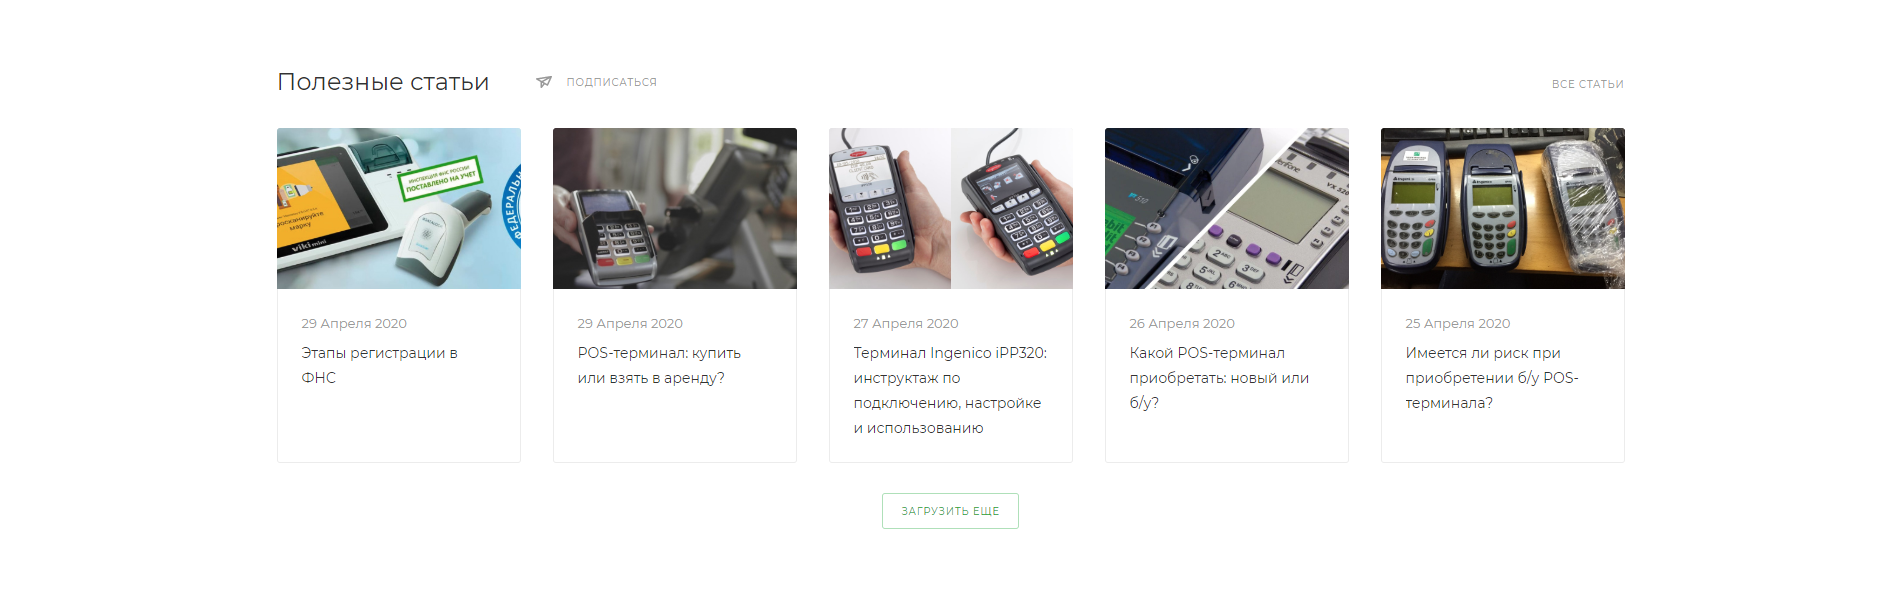 Полезные статьи
ПОДПИСАТЬСЯ
ВСЕ СТАТЬИ
ИНСПЕКЦИЯ ФНС РОССИИ
ПОСТАВЛЕНО НА УЧЕТ
марку
viki mini
29 Апреля 2020
Этапы регистрации в
ФНС
29 Апреля 2020
POS-терминал: купить
или взять в аренду?
27 Апреля 2020
Терминал Ingenico iPP320:
инструктаж по
подключению, настройке
и использованию
26 Апреля 2020
Какой POS-терминал
приобретать: новый или
б/у?
25 Апреля 2020
Имеется ли риск при
приобретении б/у POS-
терминала?
ЗАГРУЗИТЬ ЕЩЕ